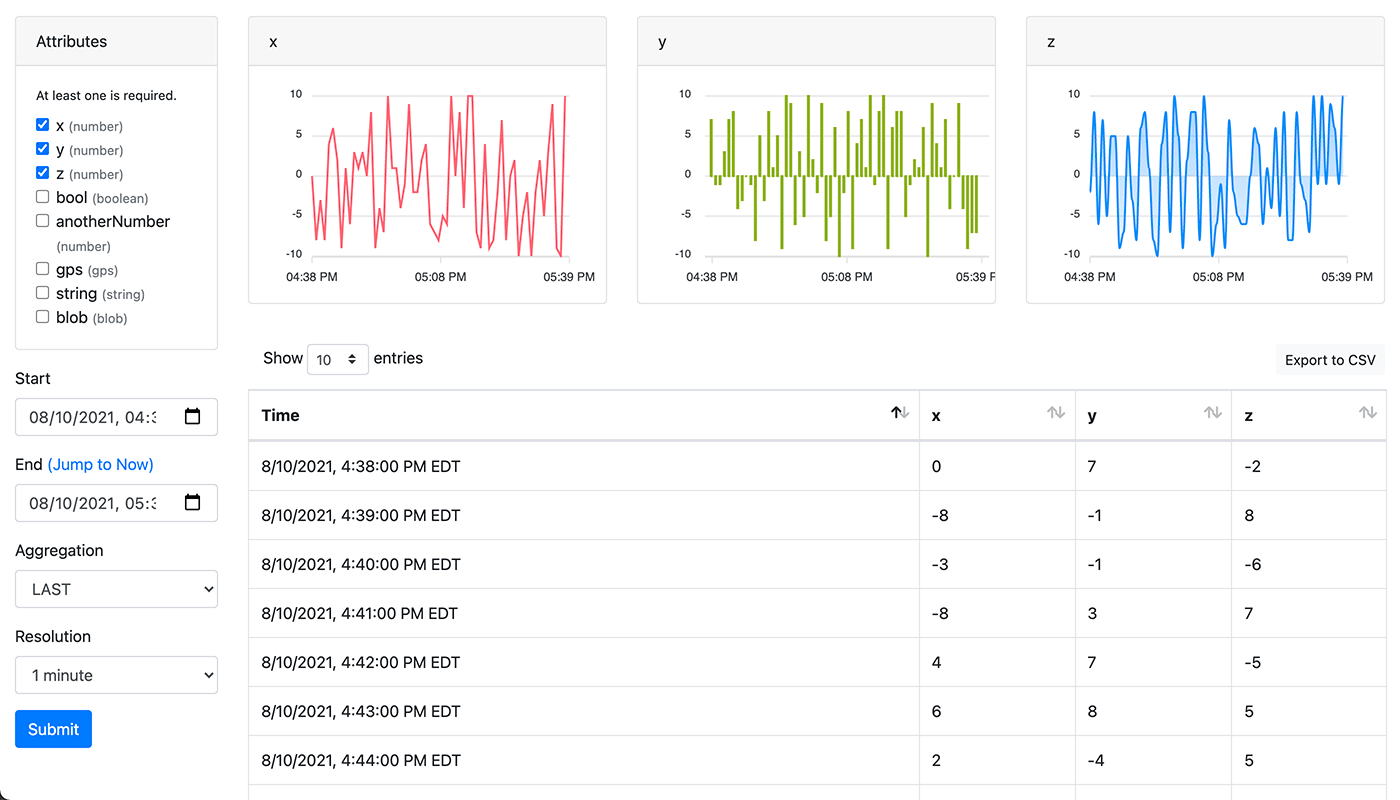 Attributes
At least one is required.
x (number)
y (number)
z (number)
bool (boolean)
anotherNumber
(number)
gps (gps)
string (string)
blob (blob)
Start
08/10/2021, 04:3
End (Jump to Now)
08/10/2021, 05:3
Aggregation
LAST
Resolution
1 minute
Submit
x
10
5
0
-5
-10
04:38 PM 05:08 PM 05:39 PM
y
10
5
0
-5
-10
04:38 PM 05:08 PM 05:39 P
z
10
5
0
-5
-10
04:38 PM 05:08 PM 05:39 PM
Show 10 entries
Export to CSV
Time x y z
8/10/2021, 4:38:00 PM EDT 0 7 -2
8/10/2021, 4:39:00 PM EDT -8 -1 8
8/10/2021, 4:40:00 PM EDT -3 -1 -6
8/10/2021, 4:41:00 PM EDT -8 3 7
8/10/2021, 4:42:00 PM EDT 4 7 -5
8/10/2021, 4:43:00 PM EDT 6 8 5
8/10/2021, 4:44:00 PM EDT 2 -4 5